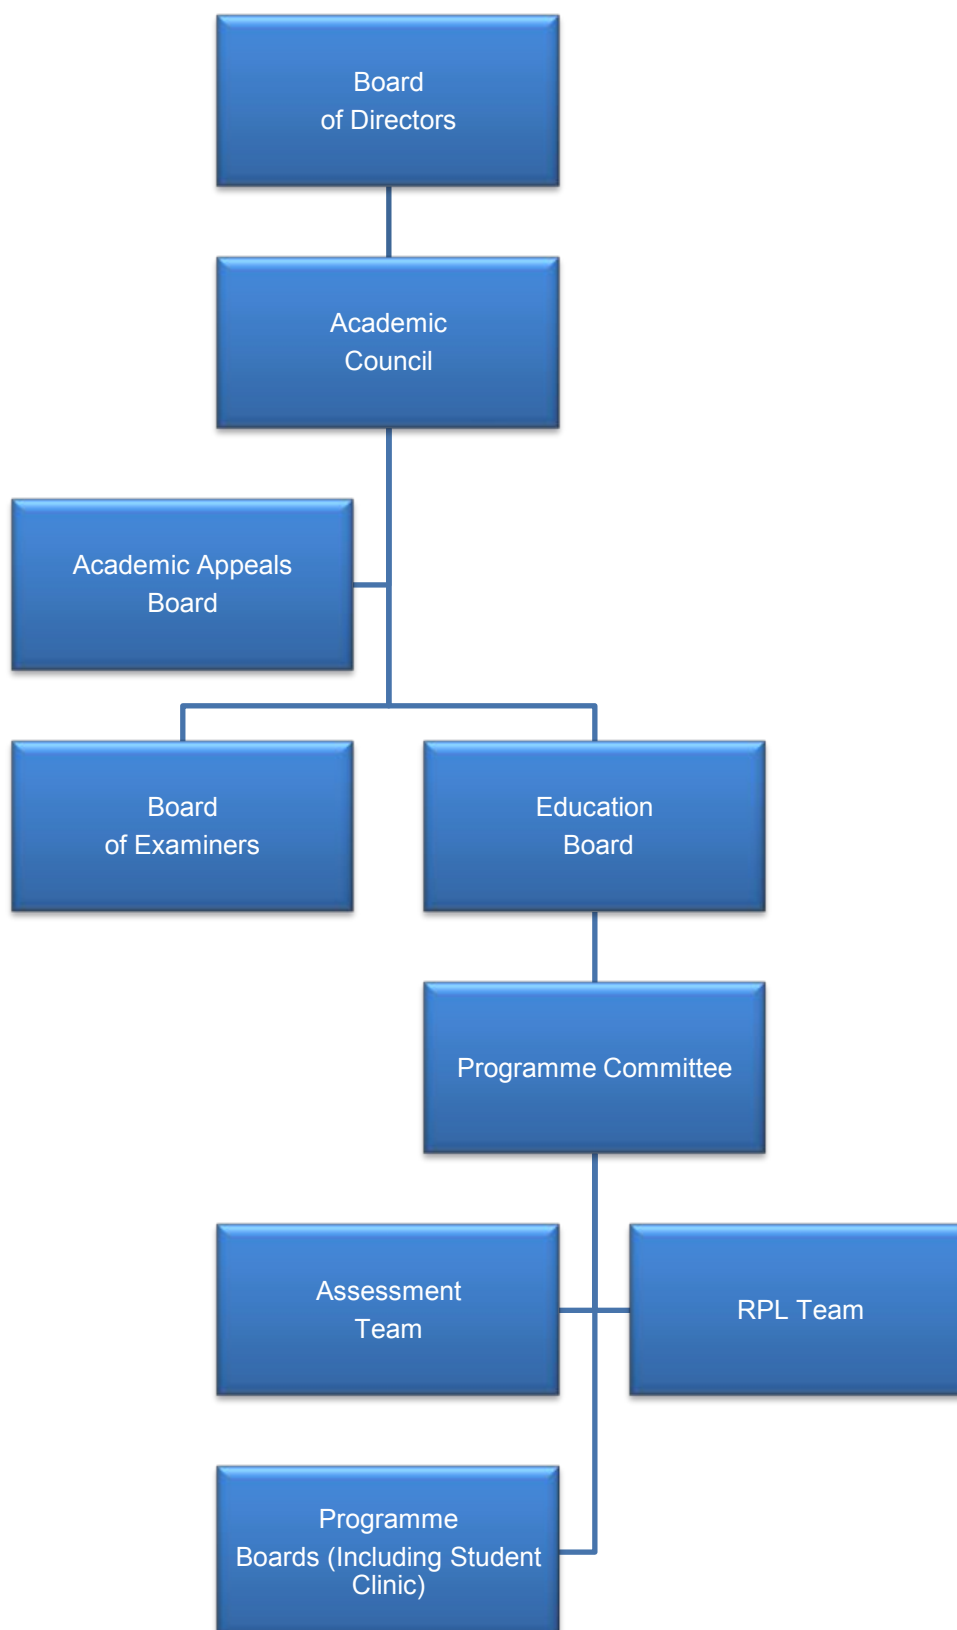 Board
of Directors
Academic
Council
Academic Appeals
Board
Board
of Examiners
Education
Board
Programme Committee
Assessment
Team
RPL Team
Programme
Boards (Including Student
Clinic)